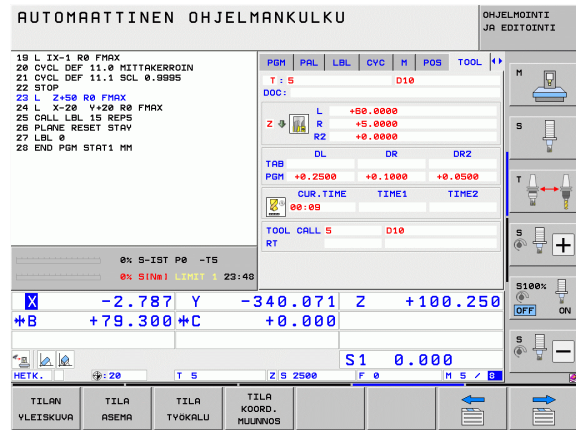 AUTOMAATTINEN OHJELMANKULKU
OHJELMOINTI
JA EDITOINTI
19 L IX-1 R0 FMAX
20 CYCL DEF 11.0 MITTAKERROIN
21 CYCL DEF 11.1 SCL 0.9995
22 STOP
23 L Z+50 R0 FMAX
24 L X-20 Y+20 R0 FMAX
25 CALL LBL 15 REP5
26 PLANE RESET STAY
27 LBL 0
28 END PGM STAT1 MM
PGM PAL LBL CYC M POS TOOL
T : 5 D10
DOC:
Z L +60.0000
R +5.0000
R2 +0.0000
DL DR DR2
TAB
PGM +0.2500 +0.1000 +0.0500
CUR.TIME TIME1 TIME2
00:09
TOOL CALL 5 D10
RT
0% S-IST P0 -T5
0% S[Nm] LIMIT 1 23:48
X -2.787 Y -340.071 Z +100.250
B +79.300 C +0.000
S1 0.000
HETK. : 20 T 5 Z S 2500 F 0 M 5 / 8
M
S
T
S
S100%
OFF ON
S
TILAN
YLEISKUVA
TILA
ASEMA
TILA
TYÖKALU
TILA
KOORD.
MUUNNOS